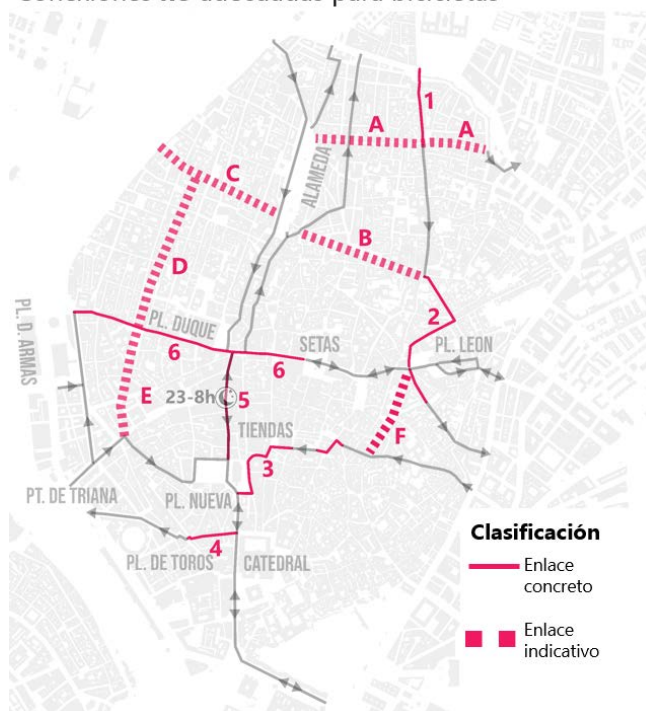 Conexiones no adecuadas para bicicletas
1
A
A
ALAMEDA
C
B
D
PL. D. ARMAS
PL. DUQUE
2
6
6
SETAS
PL. LEON
E
23-8h
5
TIENDAS
F
3
PT. DE TRIANA
PL. NUEVA
4
PL. DE TOROS
CATEDRAL
Clasificación
Enlace
concreto
Enlace
indicativo